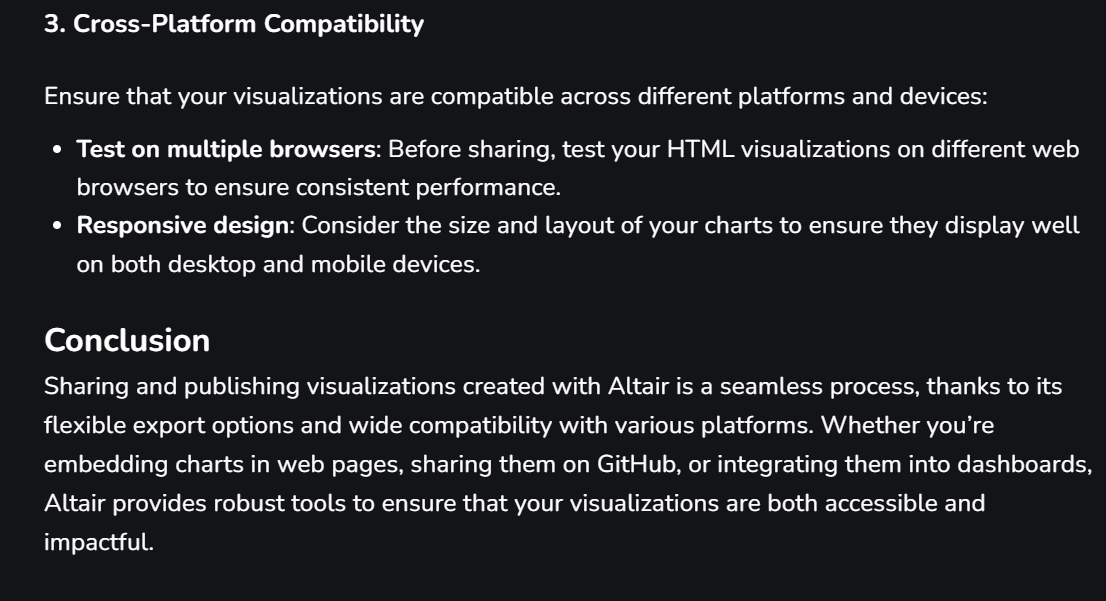 3. Cross-Platform Compatibility
Ensure that your visualizations are compatible across different platforms and devices:
• Test on multiple browsers: Before sharing, test your HTML visualizations on different web
browsers to ensure consistent performance.
• Responsive design: Consider the size and layout of your charts to ensure they display well
on both desktop and mobile devices.
Conclusion
Sharing and publishing visualizations created with Altair is a seamless process, thanks to its
flexible export options and wide compatibility with various platforms. Whether you’re
embedding charts in web pages, sharing them on GitHub, or integrating them into dashboards,
Altair provides robust tools to ensure that your visualizations are both accessible and
impactful.